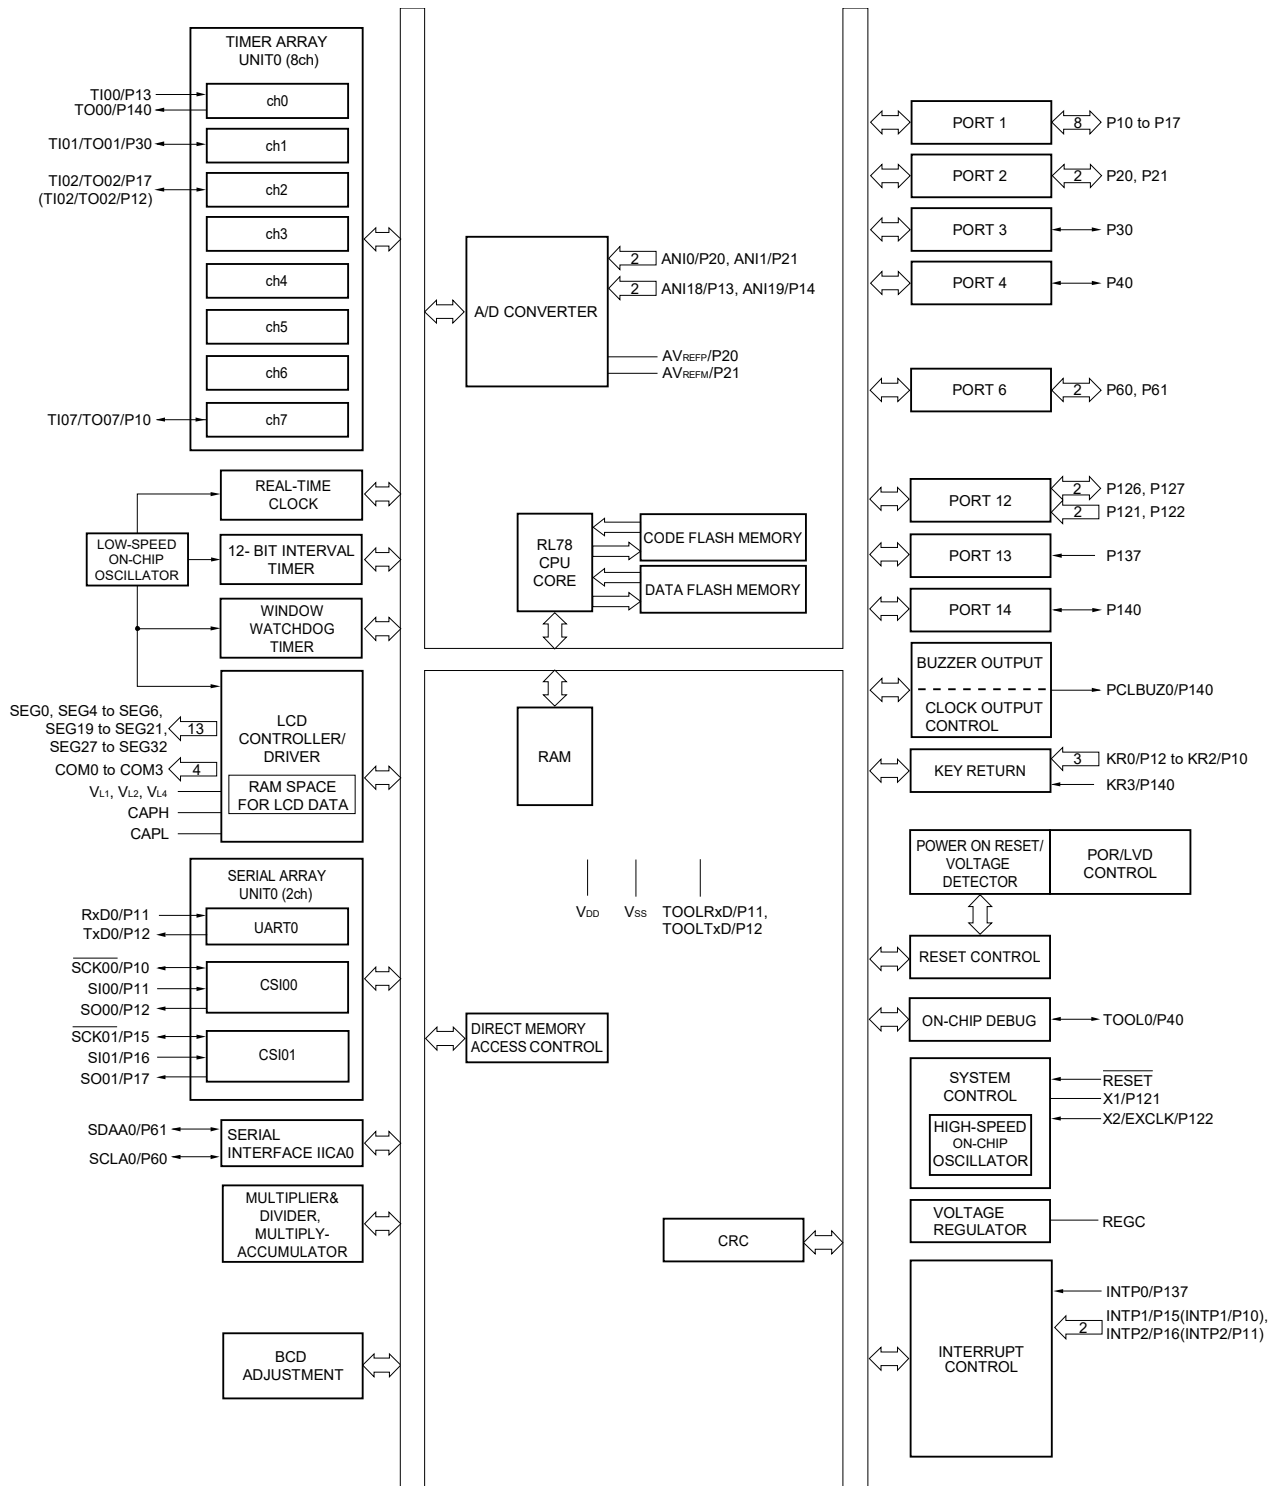 TIMER ARRAY
UNIT0 (8ch)
TI00/P13
TO00/P140
ch0
TI01/TO01/P30
ch1
TI02/TO02/P17
(TI02/TO02/P12)
ch2
ch3
ch4
ch5
ch6
TI07/TO07/P10
ch7
REAL-TIME
CLOCK
LOW-SPEED
ON-CHIP
OSCILLATOR
12- BIT INTERVAL
TIMER
WINDOW
WATCHDOG
TIMER
SEG0, SEG4 to SEG6,
SEG19 to SEG21,
SEG27 to SEG32
13
COM0 to COM3
4
VL1, VL2, VL4
CAPH
CAPL
LCD
CONTROLLER/
DRIVER
RAM SPACE
FOR LCD DATA
SERIAL ARRAY
UNIT0 (2ch)
RxD0/P11
TxD0/P12
UART0
SCK00/P10
SI00/P11
SO00/P12
CSI00
SCK01/P15
SI01/P16
SO01/P17
CSI01
SDAA0/P61
SCLA0/P60
SERIAL
INTERFACE IICA0
MULTIPLIER&
DIVIDER,
MULTIPLY-
ACCUMULATOR
BCD
ADJUSTMENT
A/D CONVERTER
2
ANI0/P20, ANI1/P21
2
ANI18/P13, ANI19/P14
AVREFP/P20
AVREFM/P21
RL78
CPU
CORE
CODE FLASH MEMORY
DATA FLASH MEMORY
RAM
VDD
VSS
TOOLRxD/P11,
TOOLTxD/P12
DIRECT MEMORY
ACCESS CONTROL
CRC
PORT 1
8
P10 to P17
PORT 2
2
P20, P21
PORT 3
P30
PORT 4
P40
PORT 6
2
P60, P61
PORT 12
2
P126, P127
2
P121, P122
PORT 13
P137
PORT 14
P140
BUZZER OUTPUT
CLOCK OUTPUT
CONTROL
PCLBUZ0/P140
KEY RETURN
3
KR0/P12 to KR2/P10
KR3/P140
POWER ON RESET/
VOLTAGE
DETECTOR
POR/LVD
CONTROL
RESET CONTROL
ON-CHIP DEBUG
TOOL0/P40
SYSTEM
CONTROL
HIGH-SPEED
ON-CHIP
OSCILLATOR
RESET
X1/P121
X2/EXCLK/P122
VOLTAGE
REGULATOR
REGC
INTERRUPT
CONTROL
INTP0/P137
2
INTP1/P15(INTP1/P10),
INTP2/P16(INTP2/P11)